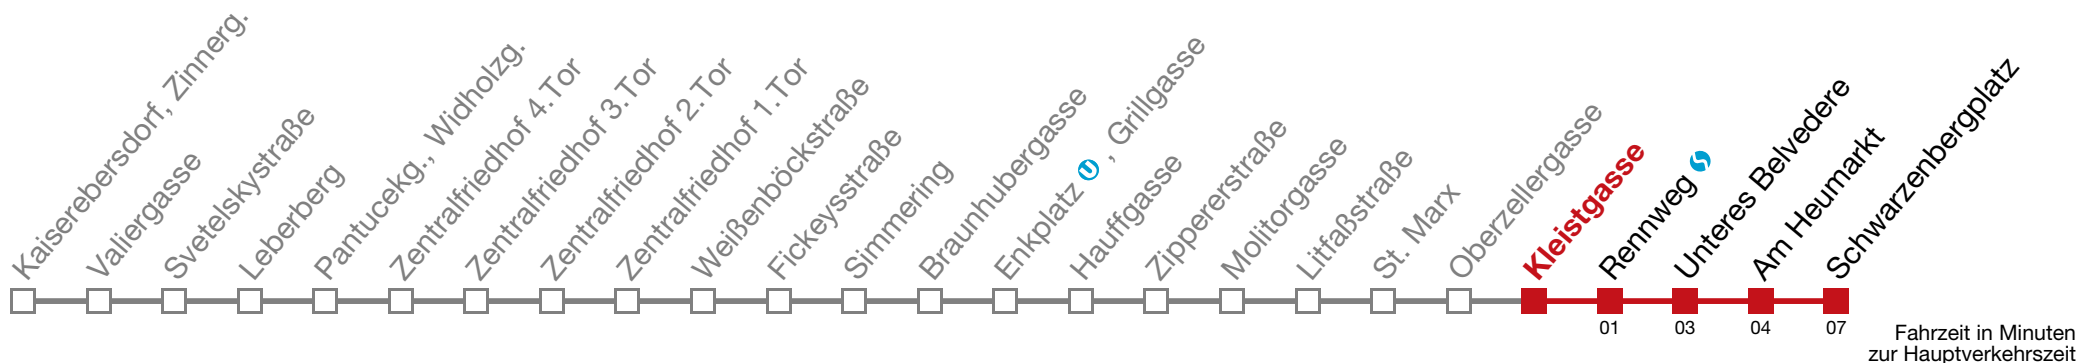 Kaiserebersdorf, Zinnerg.
Valiergasse
Svetelskystraße
Leberberg
Pantucekg., Widholzg.
Zentralfriedhof 4.Tor
Zentralfriedhof 3.Tor
Zentralfriedhof 2.Tor
Zentralfriedhof 1.Tor
Weißenböckstraße
Fickeysstraße
Simmering
Braunhubergasse
Enkplatz U , Grillgasse
Hauffgasse
Zippererstraße
Molitorgasse
Litfaßstraße
St. Marx
Oberzellergasse
Kleistgasse
Rennweg S
Unteres Belvedere
Am Heumarkt
Schwarzenbergplatz
01 03 04 07
Fahrzeit in Minuten
zur Hauptverkehrszeit